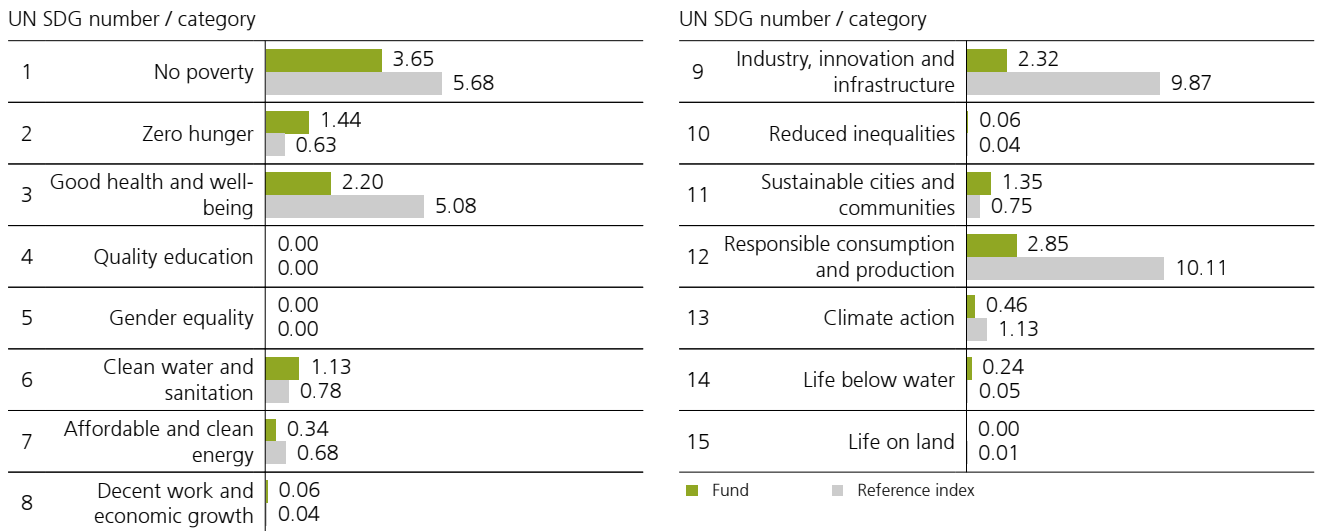 UN SDG number / category
1 No poverty 3.65
5.68
2 Zero hunger 1.44
0.63
3 Good health and well-
being 2.20
5.08
4 Quality education 0.00
0.00
5 Gender equality 0.00
0.00
6 Clean water and
sanitation 1.13
0.78
7 Affordable and clean
energy 0.34
0.68
8 Decent work and
economic growth 0.06
0.04
UN SDG number / category
9 Industry, innovation and
infrastructure 2.32
9.87
10 Reduced inequalities 0.06
0.04
11 Sustainable cities and
communities 1.35
0.75
12 Responsible consumption
and production 2.85
10.11
13 Climate action 0.46
1.13
14 Life below water 0.24
0.05
15 Life on land 0.00
0.01
Fund Reference index